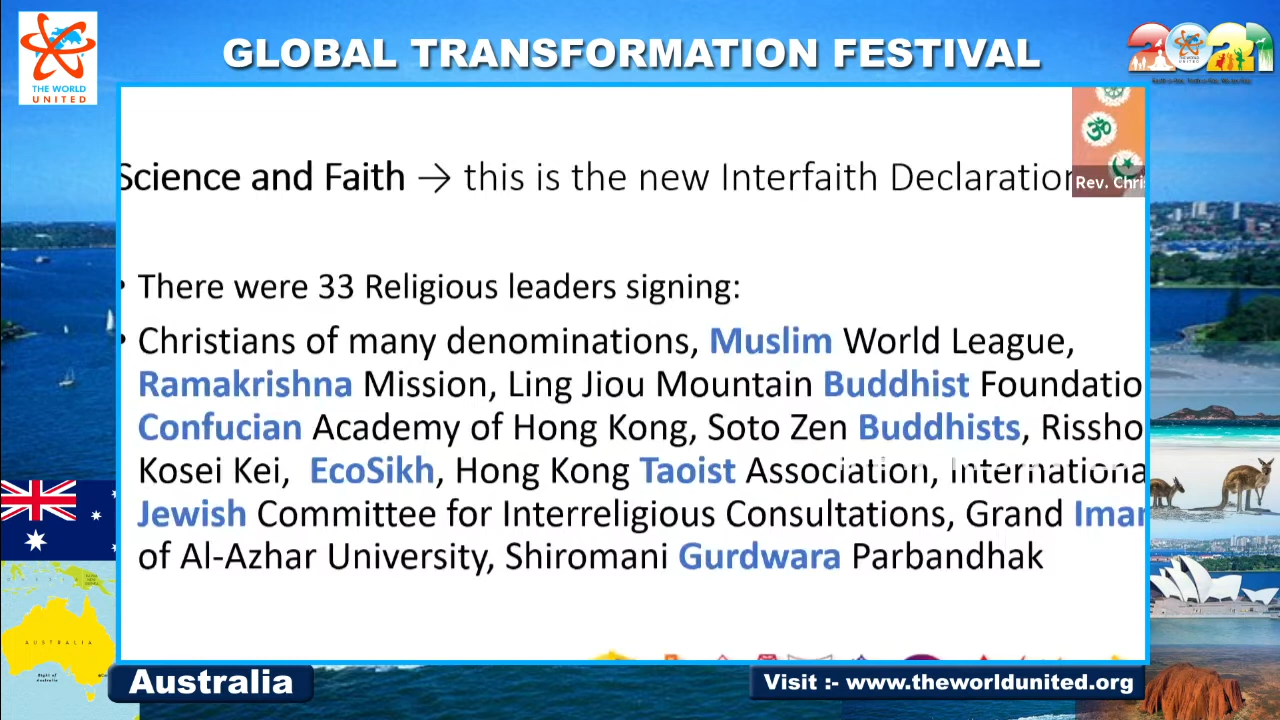 GLOBAL TRANSFORMATION FESTIVAL
THE WORLD
UNITED
2021
Science and Faith → this is the new Interfaith Declaration
Rev. Chri
• There were 33 Religious leaders signing:
• Christians of many denominations, Muslim World League,
Ramakrishna Mission, Ling Jiou Mountain Buddhist Foundatio
Confucian Academy of Hong Kong, Soto Zen Buddhists, Rissho
Kosei Kei, EcoSikh, Hong Kong Taoist Association, Internationa
Jewish Committee for Interreligious Consultations, Grand Imam
of Al-Azhar University, Shiromani Gurdwara Parbandhak
AUSTRALIA
Australia
Visit :- www.theworldunited.org